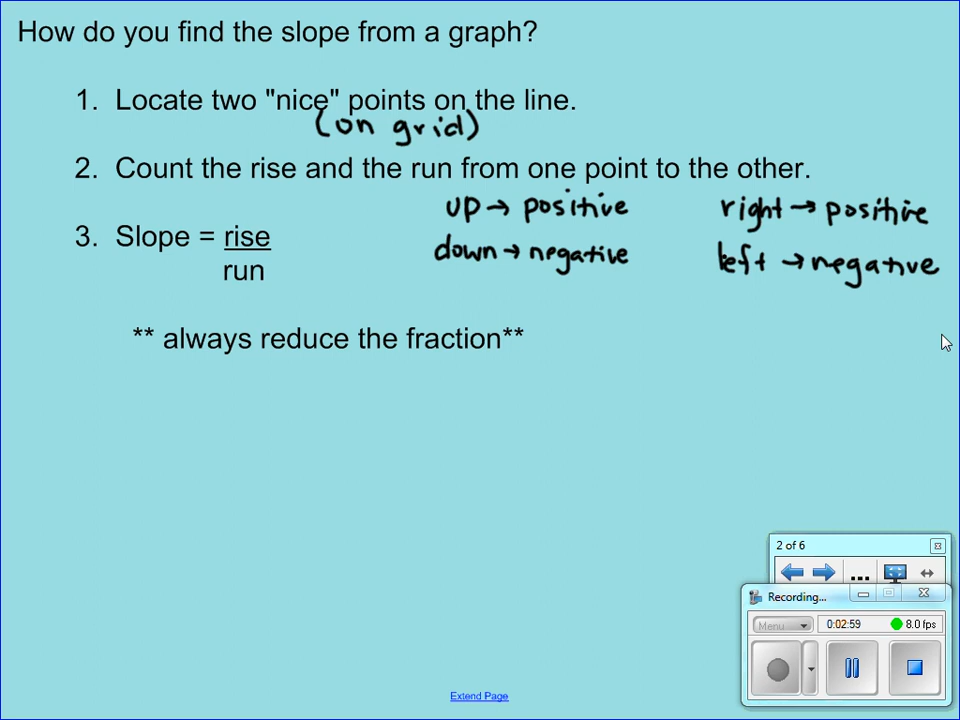 How do you find the slope from a graph?
1. Locate two "nice" points on the line.
(on grid)
2. Count the rise and the run from one point to the other.
up → positive right → positive
3. Slope = rise
down → negative left → negative
run
** always reduce the fraction**
2 of 6
...
Recording...
Menu 0:02:59 8.0 fps
Extend Page